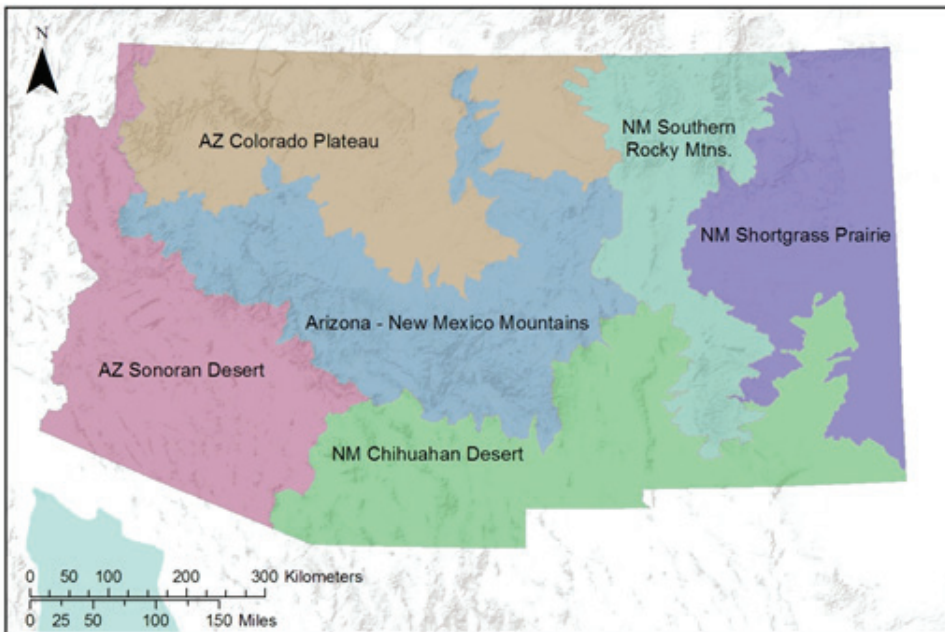 N
AZ Colorado Plateau
NM Southern
Rocky Mtns.
NM Shortgrass Prairie
Arizona - New Mexico Mountains
AZ Sonoran Desert
NM Chihuahan Desert
0 50 100 200 300 Kilometers
0 25 50 100 150 Miles